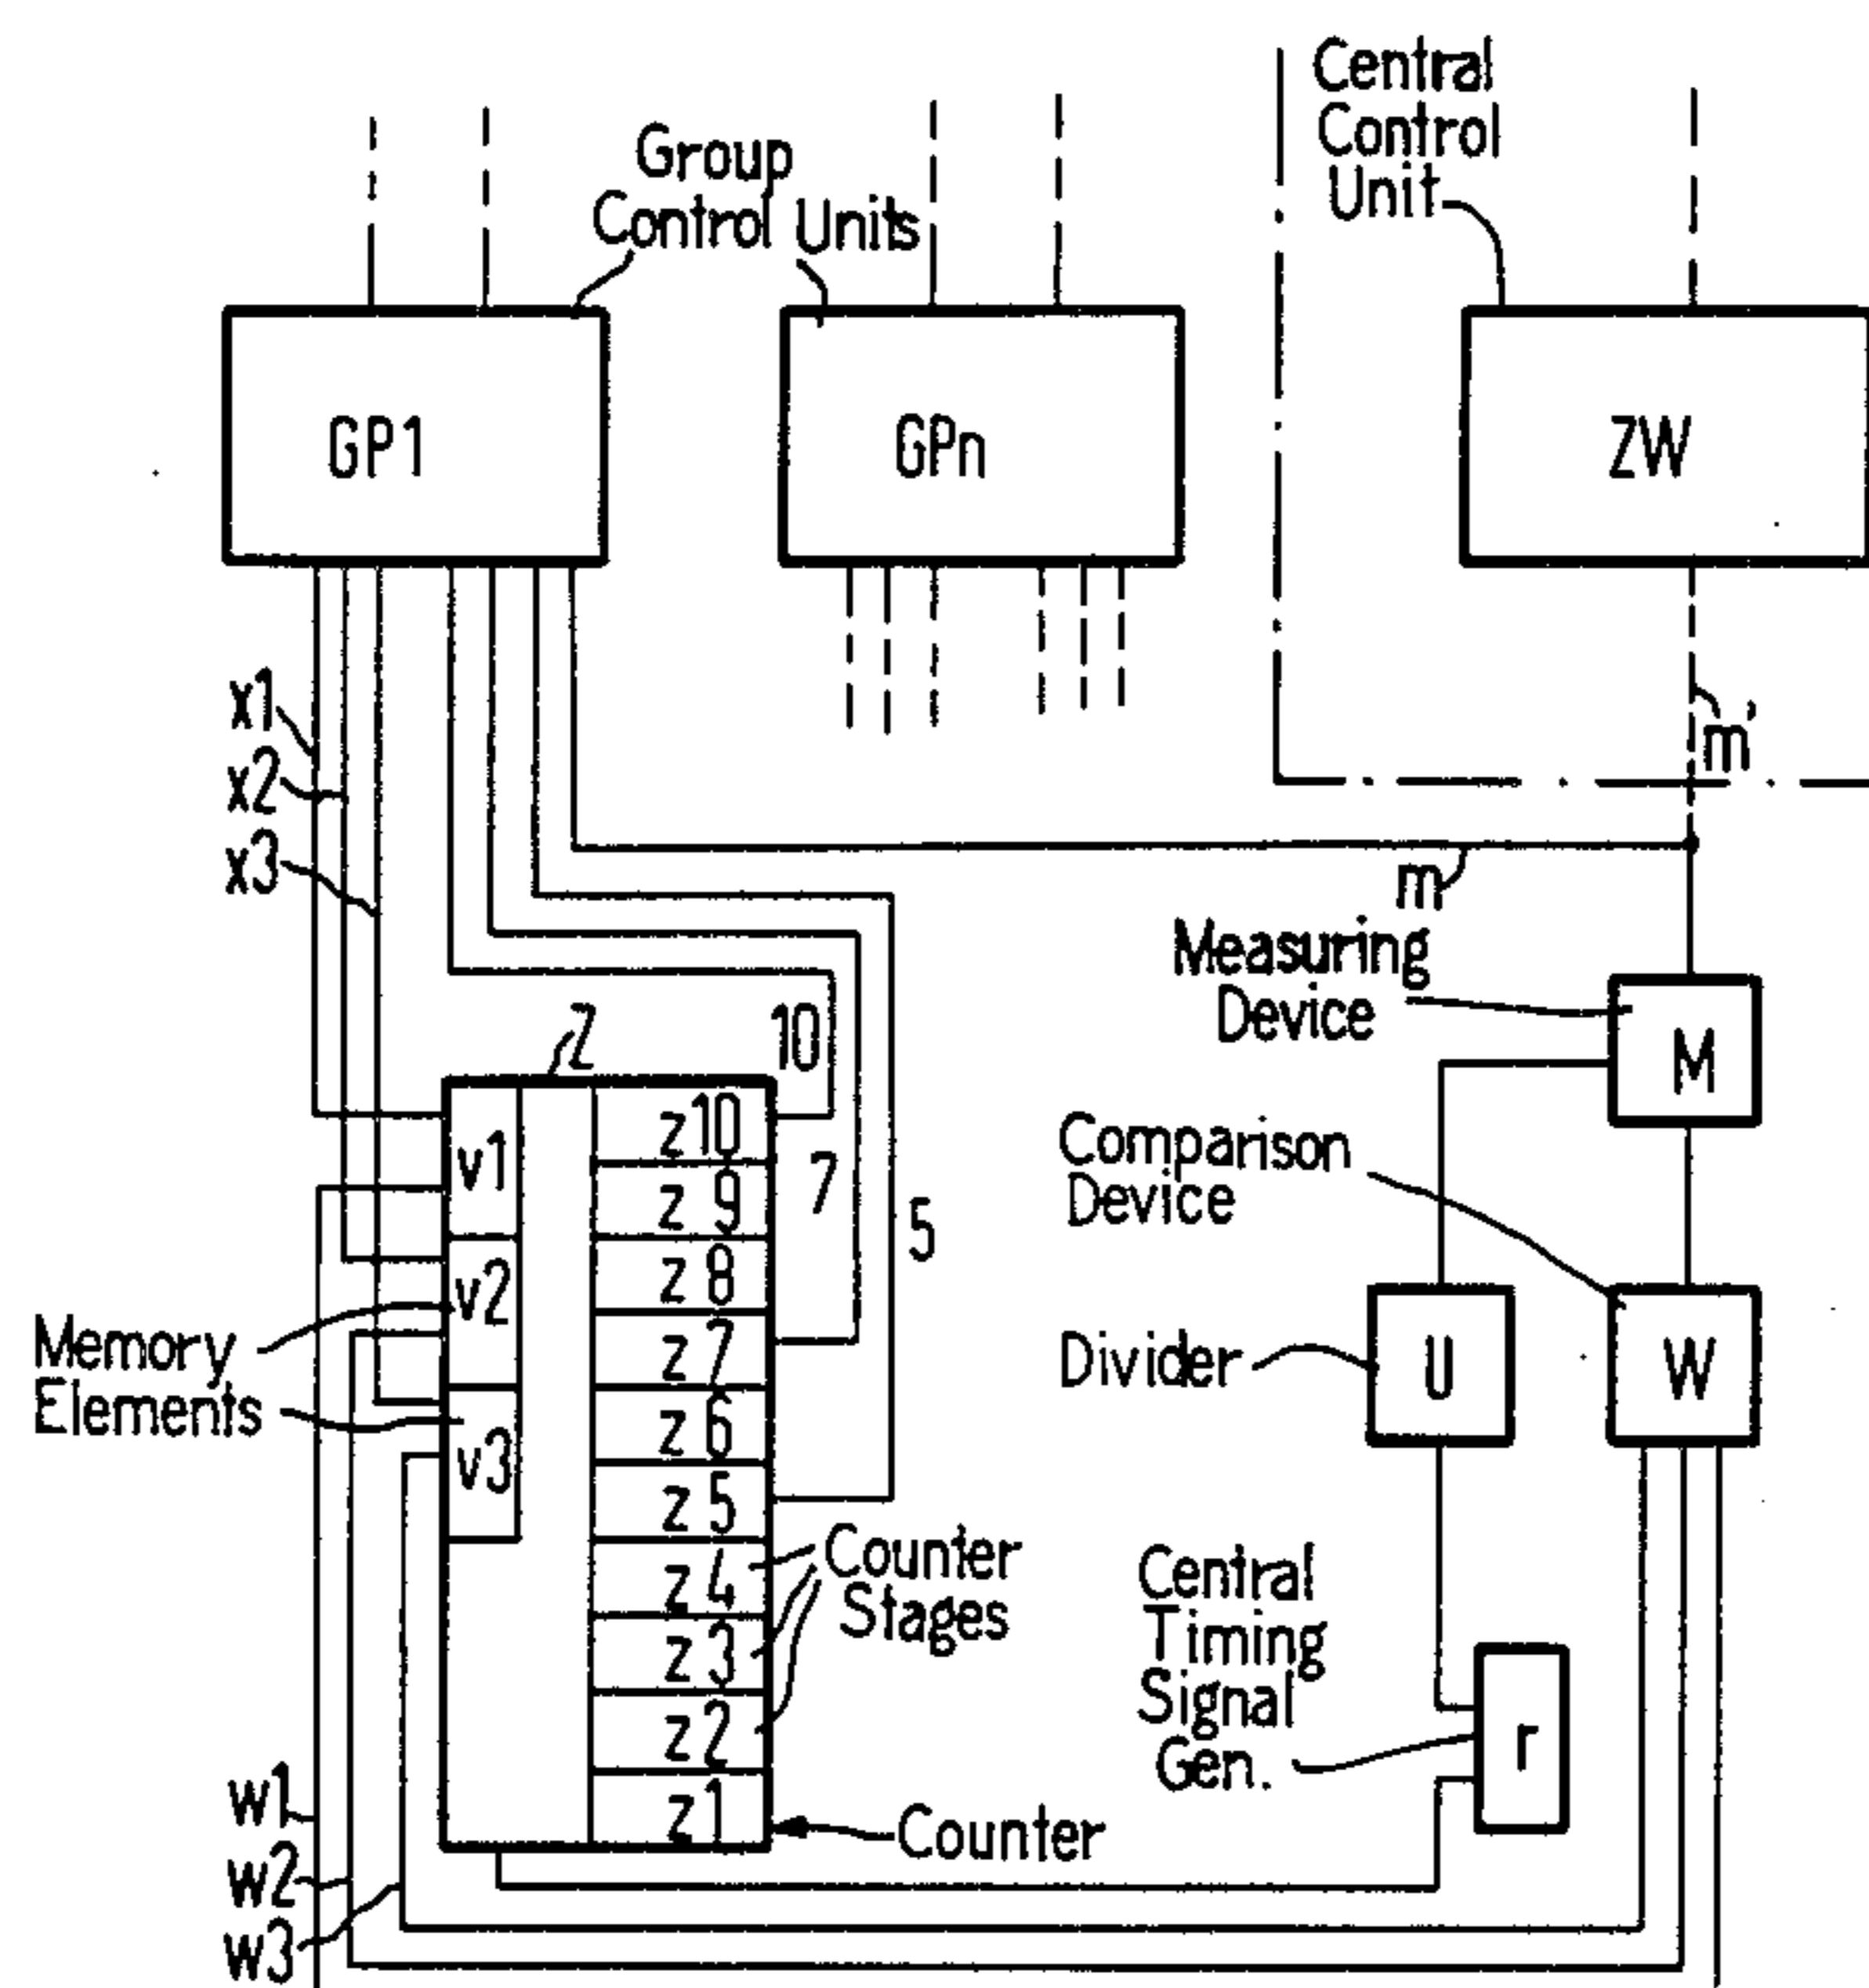 Central
Control
Unit
Group
Control Units
GP1
GPn
ZW
x1
x2
x3
m'
m
Measuring
Device
M
Z
10
7
5
v1
v2
v3
z10
z9
z8
z7
z6
z5
z4
z3
z2
z1
Comparison
Device
Memory
Elements
Divider
U
W
Counter
Stages
Central
Timing
Signal
Gen.
r
Counter
w1
w2
w3